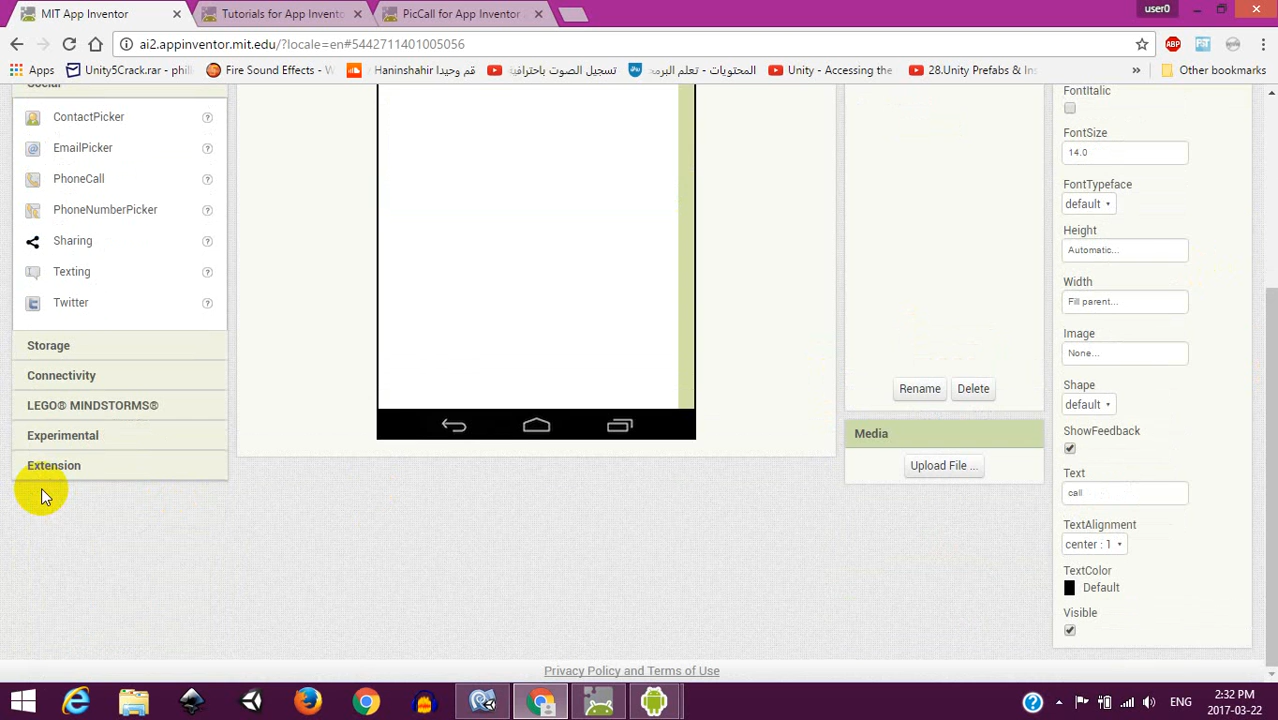 MIT App Inventor
Tutorials for App Invento
PicCall for App Inventor
user0
ai2.appinventor.mit.edu/?locale=en#5442711401005056
Apps
Unity5Crack.rar - phill
Fire Sound Effects - W
قم وحيدا Haninshahir
تسجيل الصوت باحترافية
المحتويات - تعلم البرمج
Unity - Accessing the
28.Unity Prefabs & Ins
»
Other bookmarks
Social
ContactPicker
EmailPicker
PhoneCall
PhoneNumberPicker
Sharing
Texting
Twitter
Storage
Connectivity
LEGO® MINDSTORMS®
Experimental
Extension
Rename
Delete
Media
Upload File ...
FontItalic
FontSize
14.0
FontTypeface
default
Height
Automatic...
Width
Fill parent...
Image
None...
Shape
default
ShowFeedback
Text
call
TextAlignment
center : 1
TextColor
Default
Visible
Privacy Policy and Terms of Use
ENG
2:32 PM
2017-03-22